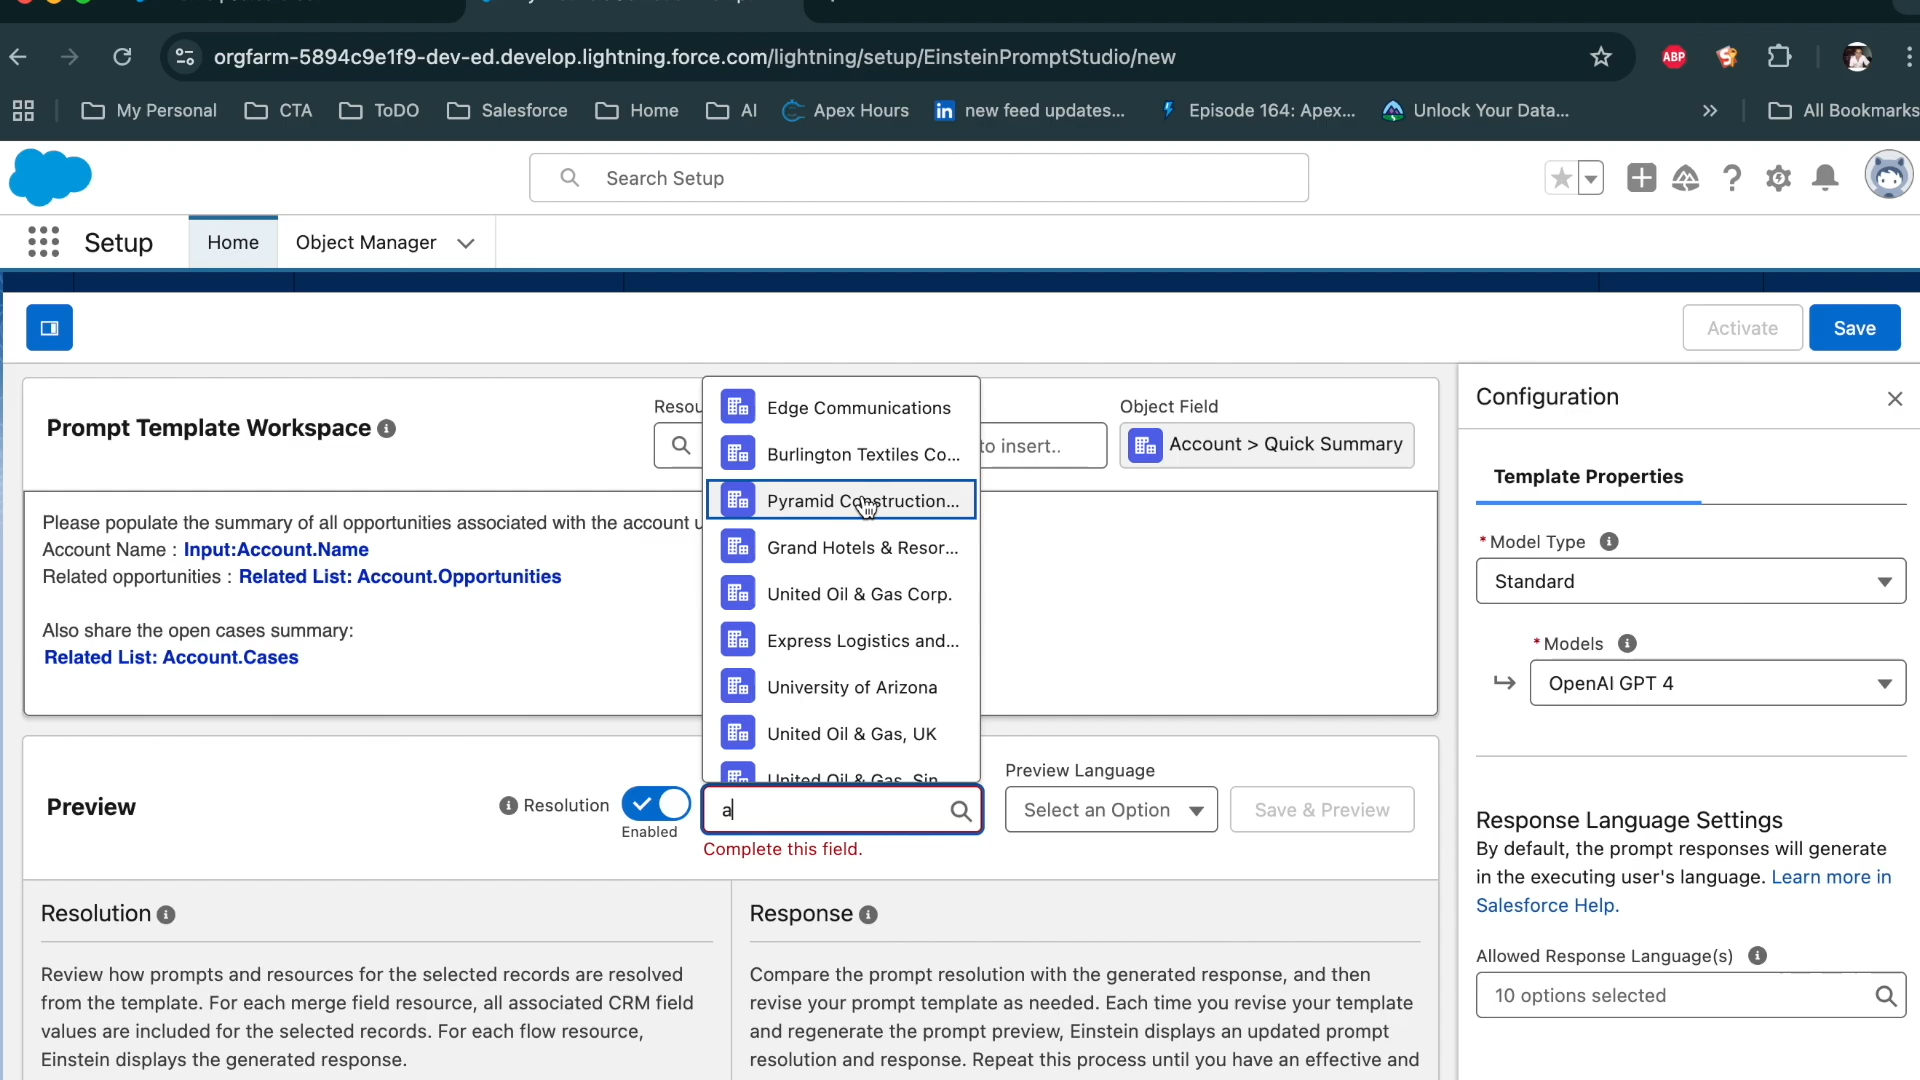 orgfarm-5894c9e1f9-dev-ed.develop.lightning.force.com/lightning/setup/EinsteinPromptStudio/new
ABP
My Personal
CTA
ToDO
Salesforce
Home
AI
Apex Hours
new feed updates...
Episode 164: Apex...
Unlock Your Data...
All Bookmarks
Search Setup
Setup
Home
Object Manager
Activate
Save
Prompt Template Workspace
Resou
to insert..
Object Field
Account > Quick Summary
Please populate the summary of all opportunities associated with the account u
Account Name : Input:Account.Name
Related opportunities : Related List: Account.Opportunities
Also share the open cases summary:
Related List: Account.Cases
Edge Communications
Burlington Textiles Co...
Pyramid Construction...
Grand Hotels & Resor...
United Oil & Gas Corp.
Express Logistics and...
University of Arizona
United Oil & Gas, UK
United Oil & Gas, Sin
Preview
Resolution
Enabled
a
Complete this field.
Preview Language
Select an Option
Save & Preview
Resolution
Review how prompts and resources for the selected records are resolved
from the template. For each merge field resource, all associated CRM field
values are included for the selected records. For each flow resource,
Einstein displays the generated response.
Response
Compare the prompt resolution with the generated response, and then
revise your prompt template as needed. Each time you revise your template
and regenerate the prompt preview, Einstein displays an updated prompt
resolution and response. Repeat this process until you have an effective and
Configuration
Template Properties
* Model Type
Standard
* Models
OpenAI GPT 4
Response Language Settings
By default, the prompt responses will generate
in the executing user's language. Learn more in
Salesforce Help.
Allowed Response Language(s)
10 options selected